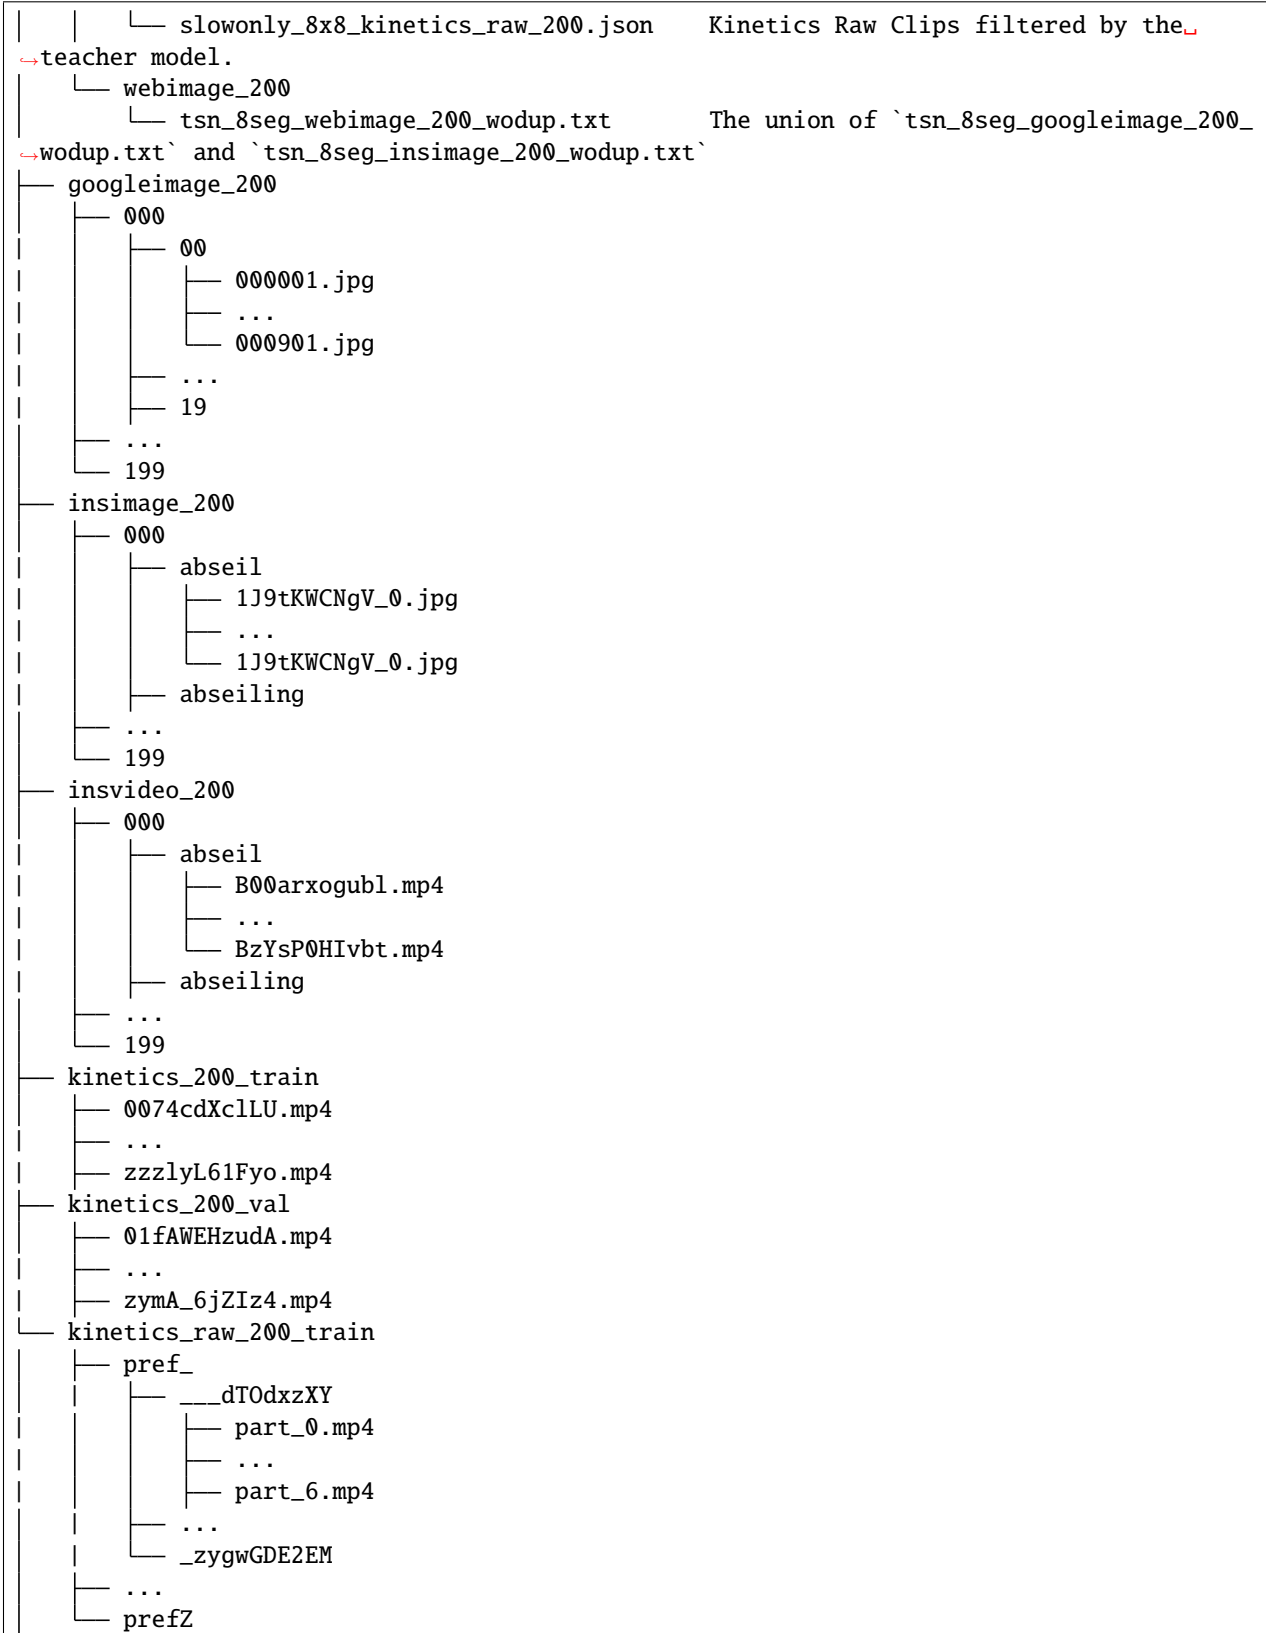 │   │   └── slowonly_8x8_kinetics_raw_200.json    Kinetics Raw Clips filtered by the␣
↪teacher model.
│   └── webimage_200
│       └── tsn_8seg_webimage_200_wodup.txt       The union of `tsn_8seg_googleimage_200_
↪wodup.txt` and `tsn_8seg_insimage_200_wodup.txt`
├── googleimage_200
│   ├── 000
|   │   ├── 00
|   │   │   ├── 000001.jpg
|   │   │   ├── ...
|   │   │   └── 000901.jpg
|   │   ├── ...
|   │   ├── 19
│   ├── ...
│   └── 199
├── insimage_200
│   ├── 000
|   │   ├── abseil
|   │   │   ├── 1J9tKWCNgV_0.jpg
|   │   │   ├── ...
|   │   │   └── 1J9tKWCNgV_0.jpg
|   │   ├── abseiling
│   ├── ...
│   └── 199
├── insvideo_200
│   ├── 000
|   │   ├── abseil
|   │   │   ├── B00arxogubl.mp4
|   │   │   ├── ...
|   │   │   └── BzYsP0HIvbt.mp4
|   │   ├── abseiling
│   ├── ...
│   └── 199
├── kinetics_200_train
│   ├── 0074cdXclLU.mp4
|   ├── ...
|   ├── zzzlyL61Fyo.mp4
├── kinetics_200_val
│   ├── 01fAWEHzudA.mp4
|   ├── ...
|   ├── zymA_6jZIz4.mp4
└── kinetics_raw_200_train
│   ├── pref_
│   |   ├── ___dTOdxzXY
|   │   │   ├── part_0.mp4
|   │   │   ├── ...
|   │   │   ├── part_6.mp4
│   |   ├── ...
│   |   └── _zygwGDE2EM
│   ├── ...
│   └── prefZ